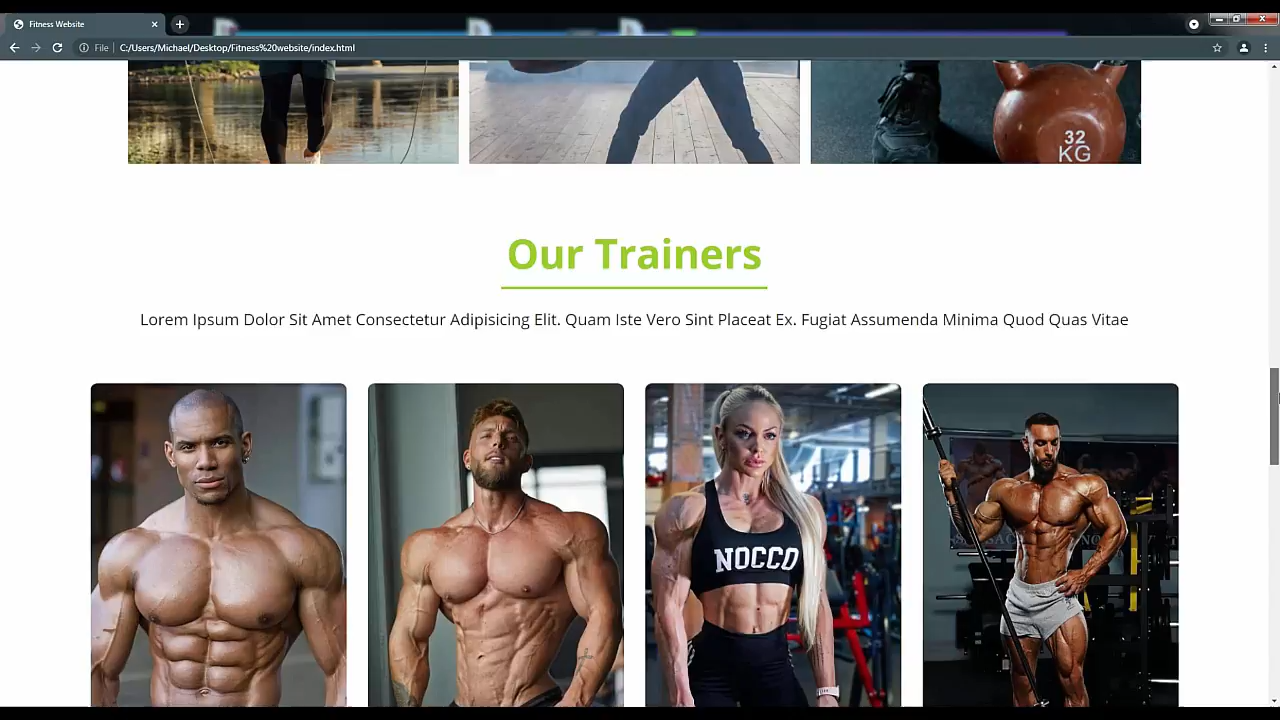 Fitness Website
File
C:/Users/Michael/Desktop/Fitness%20website/index.html
32
KG
Our Trainers
Lorem Ipsum Dolor Sit Amet Consectetur Adipisicing Elit. Quam Iste Vero Sint Placeat Ex. Fugiat Assumenda Minima Quod Quas Vitae
NOCCO